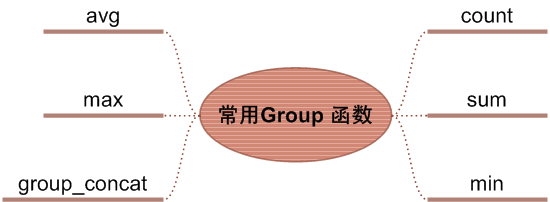 avg
count
max
常用Group 函数
sum
group_concat
min